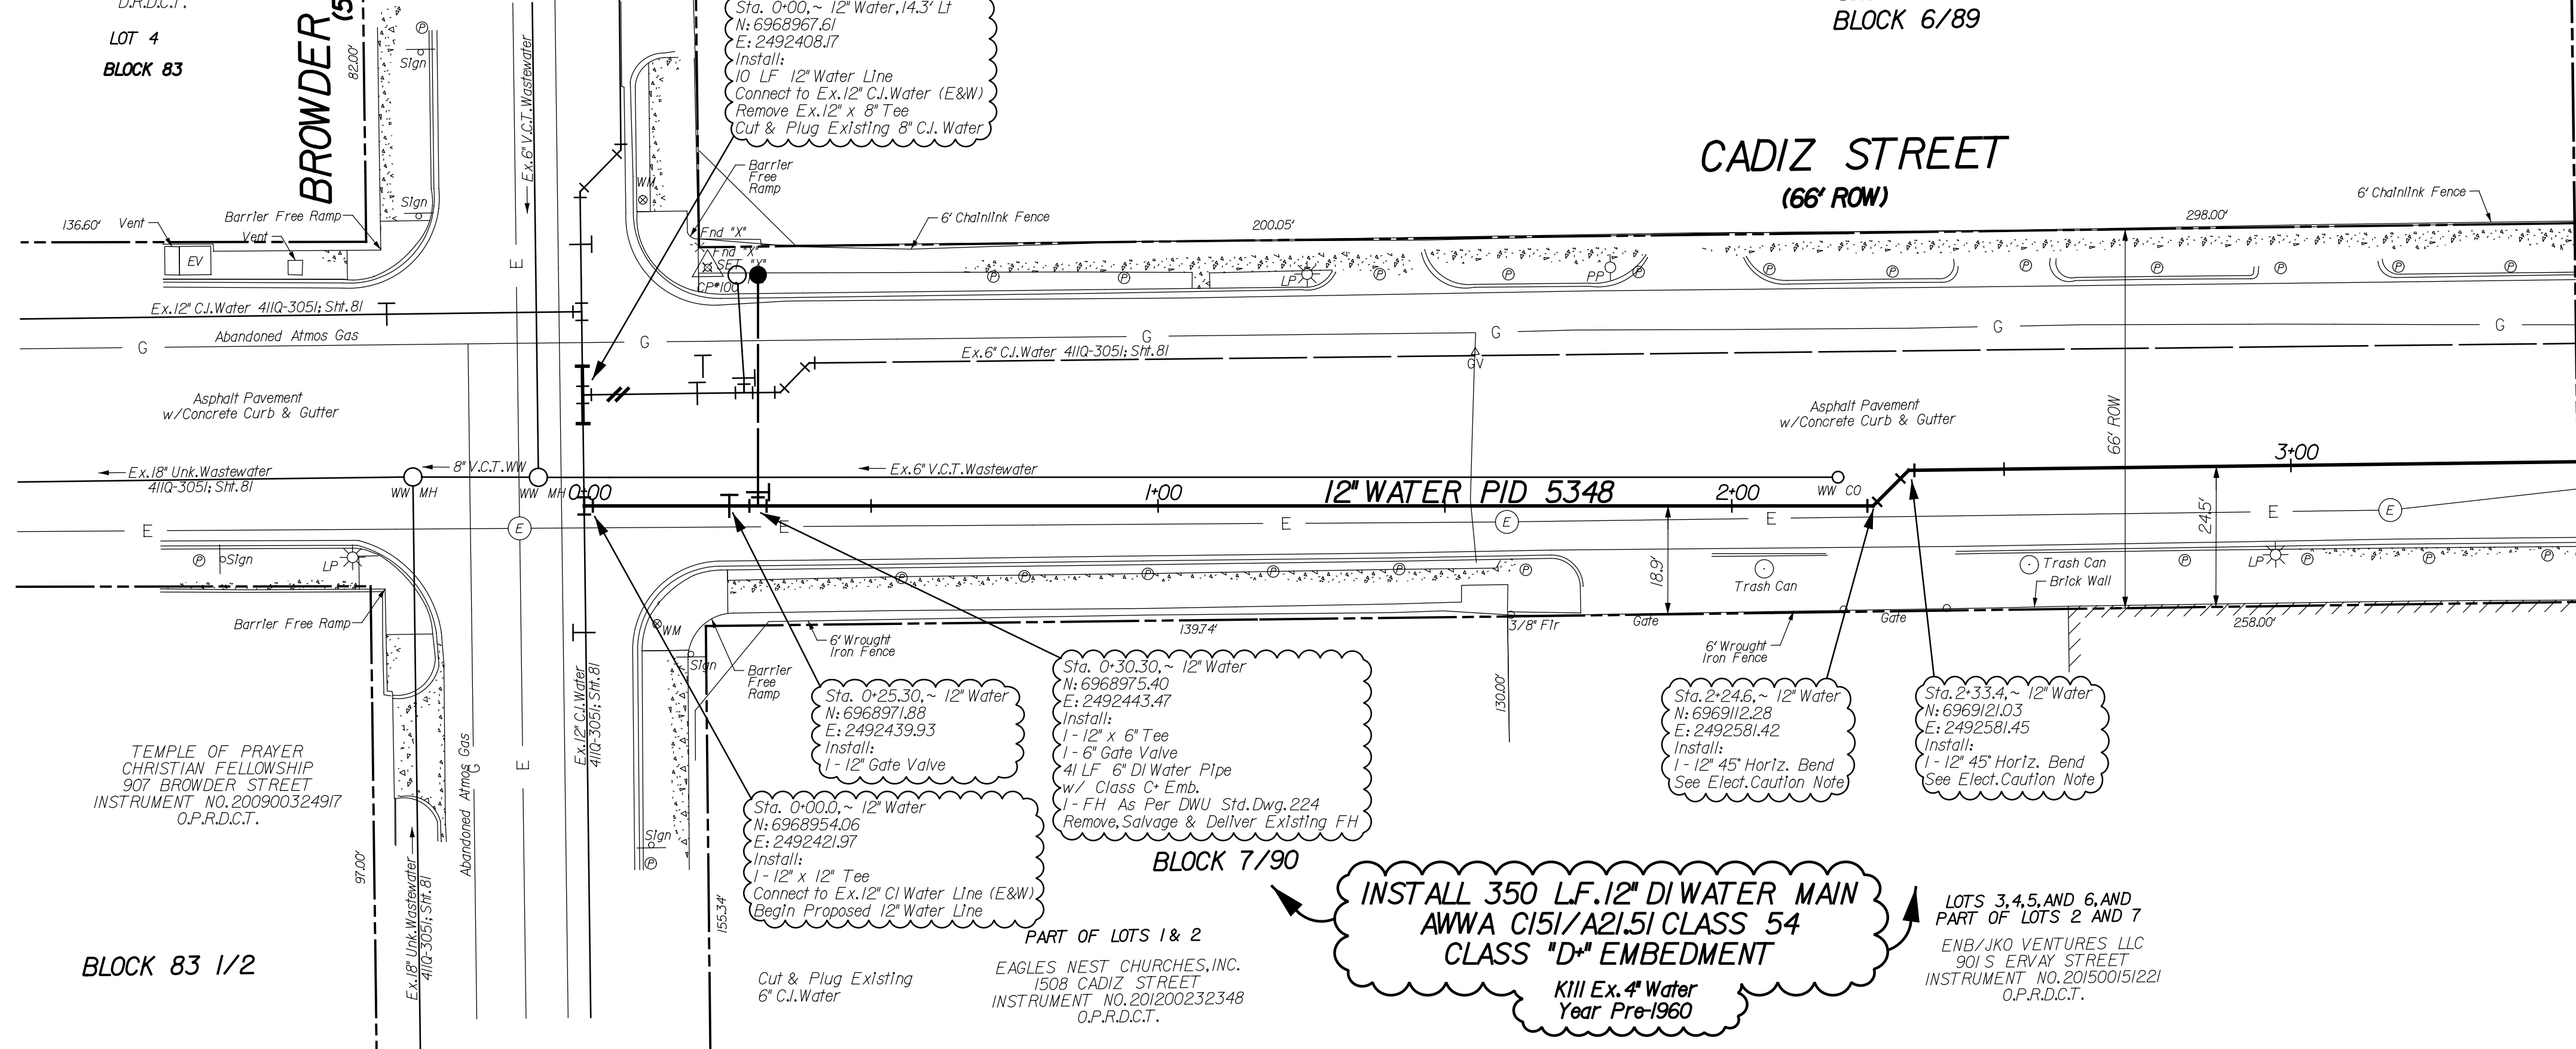 D.R.D.C.T.
LOT 4
BLOCK 83
BROWDER
(5
82.00'
Sign
Sign
Ex. 6" V.C.T. Wastewater
E
Sta. 0+00, ~ 12" Water, 14.3' Lt
N: 6968967.61
E: 2492408.17
Install:
10 LF 12" Water Line
Connect to Ex. 12" C.I. Water (E&W)
Remove Ex. 12" x 8" Tee
Cut & Plug Existing 8" C.I. Water
BLOCK 6/89
CADIZ STREET
(66' ROW)
6' Chainlink Fence
298.00'
200.05'
6' Chainlink Fence
Barrier
Free
Ramp
WM
Fnd "X"
Fnd "X"
SET "X"
CP#100
136.60'
Vent
Barrier Free Ramp
Vent
EV
LP
PP
P
Ex. 12" C.I. Water 411Q-3051; Sht. 81
Abandoned Atmos Gas
G
G
G
G
G
G
Ex. 6" C.I. Water 411Q-3051; Sht. 81
GV
Asphalt Pavement
w/Concrete Curb & Gutter
Asphalt Pavement
w/Concrete Curb & Gutter
66' ROW
Ex. 18" Unk. Wastewater
411Q-3051; Sht. 81
8" V.C.T. WW
WW MH
WW MH
Ex. 6" V.C.T. Wastewater
WW CO
0+00
1+00
12" WATER PID 5348
2+00
3+00
E
E
E
E
E
E
E
E
E
18.9'
24.5'
Sign
LP
Barrier Free Ramp
WM
Sign
Barrier
Free
Ramp
6' Wrought
Iron Fence
139.74'
3/8" FIr
Gate
Gate
6' Wrought
Iron Fence
Trash Can
Trash Can
Brick Wall
LP
258.00'
130.00'
Ex. 12" C.I. Water
411Q-3051; Sht. 81
Abandoned Atmos Gas
G
E
Sta. 0+25.30, ~ 12" Water
N: 6968971.88
E: 2492439.93
Install:
1 - 12" Gate Valve
Sta. 0+30.30, ~ 12" Water
N: 6968975.40
E: 2492443.47
Install:
1 - 12" x 6" Tee
1 - 6" Gate Valve
41 LF 6" DI Water Pipe
w/ Class C+ Emb.
1 - FH As Per DWU Std. Dwg. 224
Remove, Salvage & Deliver Existing FH
Sta. 2+24.6, ~ 12" Water
N: 6969112.28
E: 2492581.42
Install:
1 - 12" 45° Horiz. Bend
See Elect. Caution Note
Sta. 2+33.4, ~ 12" Water
N: 6969121.03
E: 2492581.45
Install:
1 - 12" 45° Horiz. Bend
See Elect. Caution Note
Sta. 0+00.0, ~ 12" Water
N: 6968954.06
E: 2492421.97
Install:
1 - 12" x 12" Tee
Connect to Ex. 12" CI Water Line (E&W)
Begin Proposed 12" Water Line
TEMPLE OF PRAYER
CHRISTIAN FELLOWSHIP
907 BROWDER STREET
INSTRUMENT NO. 200900324917
O.P.R.D.C.T.
97.00'
Ex. 18" Unk. Wastewater
411Q-3051; Sht. 81
Sign
155.34'
BLOCK 83 1/2
BLOCK 7/90
PART OF LOTS 1 & 2
EAGLES NEST CHURCHES, INC.
1508 CADIZ STREET
INSTRUMENT NO. 201200232348
O.P.R.D.C.T.
Cut & Plug Existing
6" C.I. Water
INSTALL 350 L.F. 12" DI WATER MAIN
AWWA C151/A21.51 CLASS 54
CLASS "D+" EMBEDMENT
Kill Ex. 4" Water
Year Pre-1960
LOTS 3,4,5, AND 6, AND
PART OF LOTS 2 AND 7
ENB/JKO VENTURES LLC
901 S ERVAY STREET
INSTRUMENT NO. 201500151221
O.P.R.D.C.T.